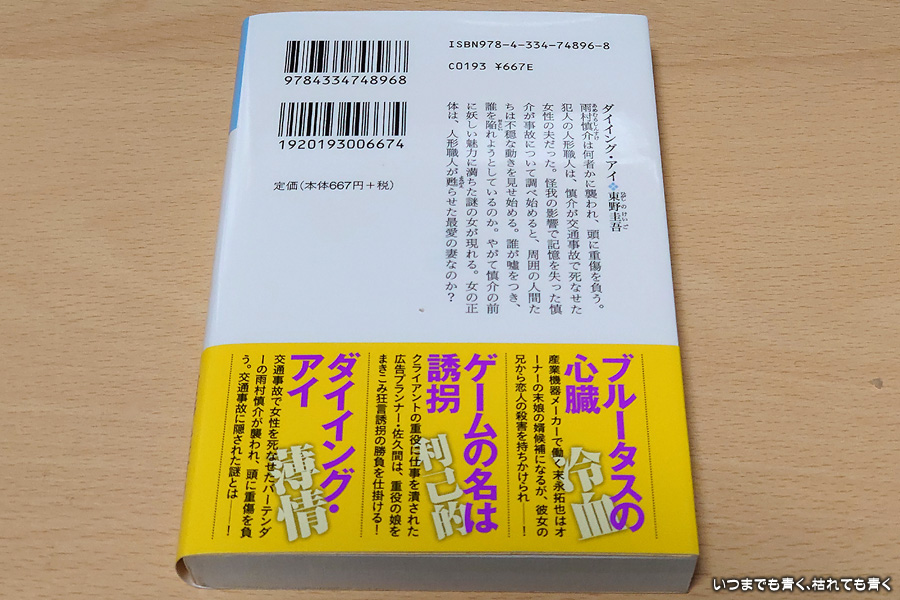 ISBN978-4-334-74896-8
C0193 ¥667E
9784334748968
1920193006674
定価(本体667円+税)
ダイイング・アイ❖東野圭吾
ひがしのけいご
雨村慎介は何者かに襲われ、頭に重傷を負う。
あめむらしんすけ
犯人の人形職人は、慎介が交通事故で死なせた
女性の夫だった。怪我の影響で記憶を失った慎
介が事故について調べ始めると、周囲の人間た
ちは不穏な動きを見せ始める。誰が嘘をつき、
誰を陥れようとしているのか。やがて慎介の前
に妖しい魅力に満ちた謎の女が現れる。女の正
体は、人形職人が甦らせた最愛の妻なのか?
ブルータスの
心臓
冷血
産業機器メーカーで働く末永拓也はオ
ーナーの末娘の婿候補になるが、彼女の
兄から恋人の殺害を持ちかけられ――!
ゲームの名は
誘拐
利己的
クライアントの重役に仕事を潰された
広告プランナー・佐久間は、重役の娘を
まきこみ狂言誘拐の勝負を仕掛ける!
ダイイング・
アイ
薄情
交通事故で女性を死なせたバーテンダ
ーの雨村慎介が襲われ、頭に重傷を負
う。交通事故に隠された謎とは――!
いつまでも青く、枯れても青く